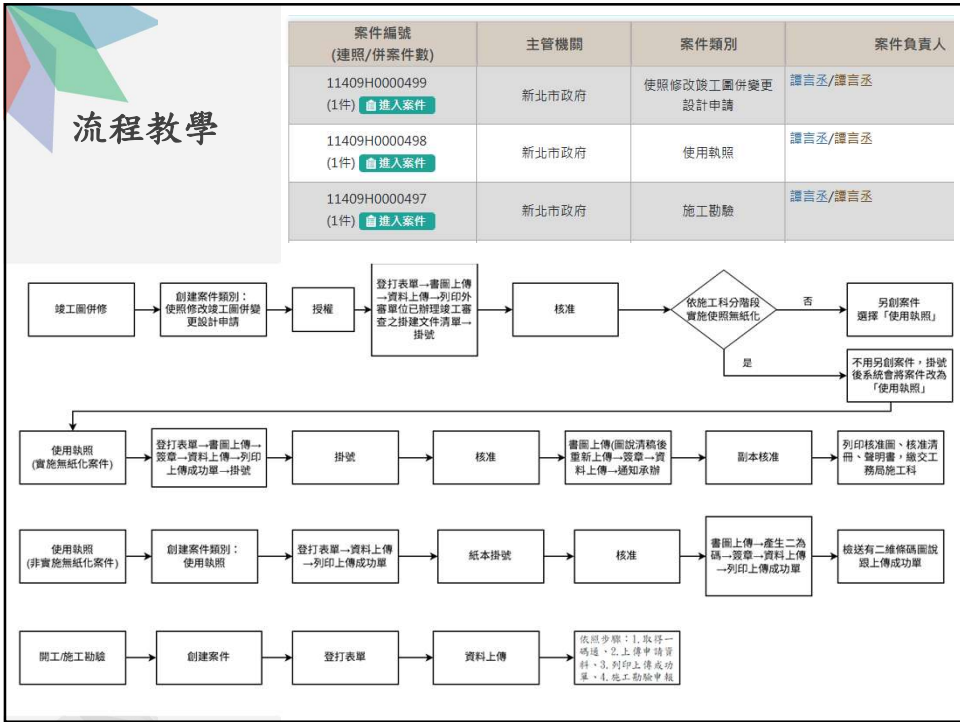 流程教學
案件編號
(連照/併案件數)
主管機關
案件類別
案件負責人
11409H0000499
(1件) 進入案件
新北市政府
使照修改竣工圖併變更
設計申請
譚言丞/譚言丞
11409H0000498
(1件) 進入案件
新北市政府
使用執照
譚言丞/譚言丞
11409H0000497
(1件) 進入案件
新北市政府
施工勘驗
譚言丞/譚言丞
竣工圖併修
創建案件類別：
使照修改竣工圖併變
更設計申請
授權
登打表單→書圖上傳
→資料上傳→列印外
審單位已辦理竣工審
查之掛建文件清單→
掛號
核准
依施工科分階段
實施使照無紙化
否
另創案件
選擇「使用執照」
是
不用另創案件，掛號
後系統會將案件改為
「使用執照」
使用執照
(實施無紙化案件)
登打表單→書圖上傳→
簽章→資料上傳→列印
上傳成功單→掛號
掛號
核准
書圖上傳(圖說清稿後
重新上傳→簽章→資
料上傳→通知承辦
副本核准
列印核准圖、核准清
冊、聲明書，繳交工
務局施工科
使用執照
(非實施無紙化案件)
創建案件類別：
使用執照
登打表單→資料上傳
→列印上傳成功單
紙本掛號
核准
書圖上傳→產生二為
碼→簽章→資料上傳
→列印上傳成功單
檢送有二維條碼圖說
跟上傳成功單
開工/施工勘驗
創建案件
登打表單
資料上傳
依照步驟：1.取得一
碼通、2.上傳申請資
料、3.列印上傳成功
單、4.施工勘驗申報